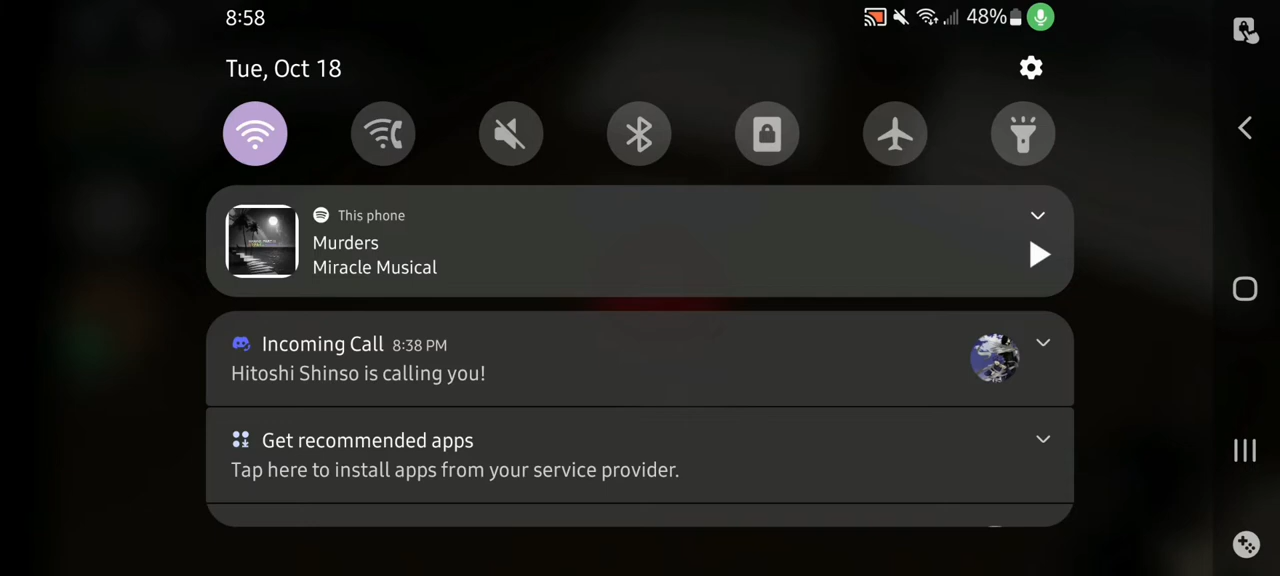 8:58
48%
Tue, Oct 18
This phone
Murders
Miracle Musical
Incoming Call 8:38 PM
Hitoshi Shinso is calling you!
Get recommended apps
Tap here to install apps from your service provider.